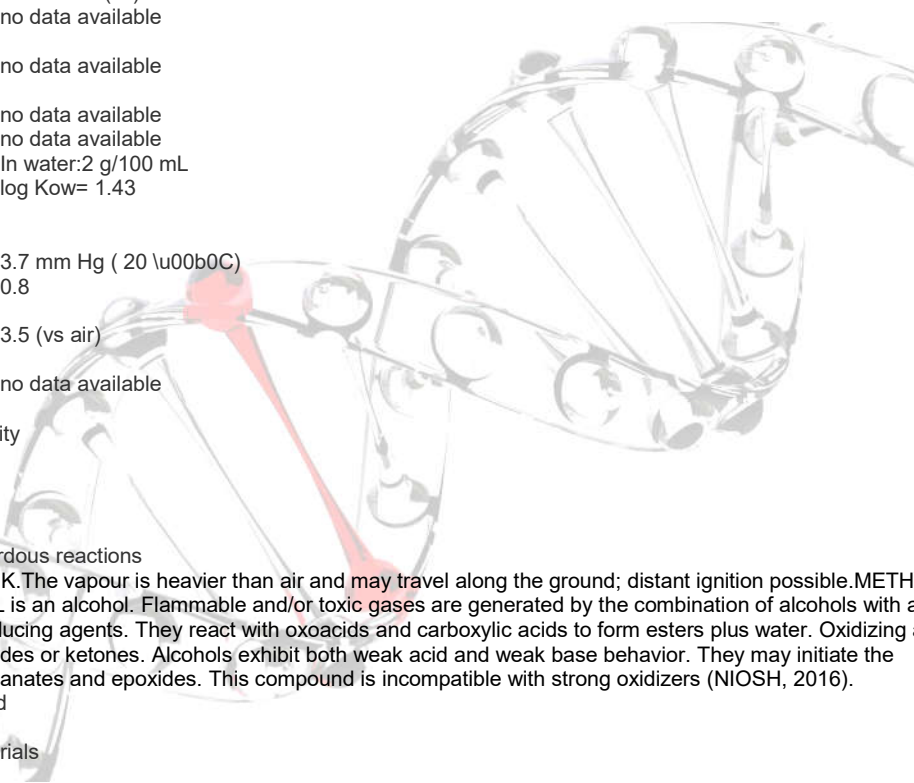 no data available
no data available
no data available
no data available
In water:2 g/100 mL
log Kow= 1.43
3.7 mm Hg ( 20 \u00b0C)
0.8
3.5 (vs air)
no data available
ity
rdous reactions
K.The vapour is heavier than air and may travel along the ground; distant ignition possible.METH
L is an alcohol. Flammable and/or toxic gases are generated by the combination of alcohols with a
ducing agents. They react with oxoacids and carboxylic acids to form esters plus water. Oxidizing a
des or ketones. Alcohols exhibit both weak acid and weak base behavior. They may initiate the
anates and epoxides. This compound is incompatible with strong oxidizers (NIOSH, 2016).
d
rials